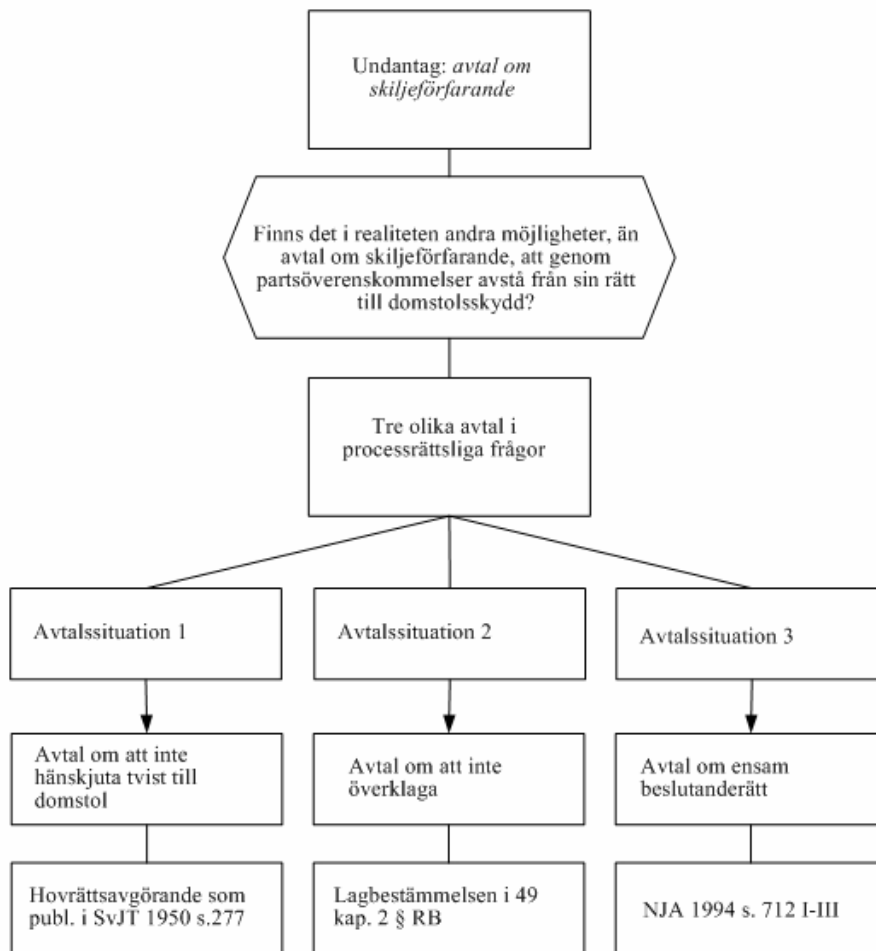 Undantag: avtal om
skiljeförfarande
Finns det i realiteten andra möjligheter, än
avtal om skiljeförfarande, att genom
partsöverenskommelser avstå från sin rätt
till domstolsskydd?
Tre olika avtal i
processrättsliga frågor
Avtalssituation 1
Avtalssituation 2
Avtalssituation 3
Avtal om att inte
hänskjuta tvist till
domstol
Avtal om att inte
överklaga
Avtal om ensam
beslutanderätt
Hovrättsavgörande som
publ. i SvJT 1950 s.277
Lagbestämmelsen i 49
kap. 2 § RB
NJA 1994 s. 712 I-III